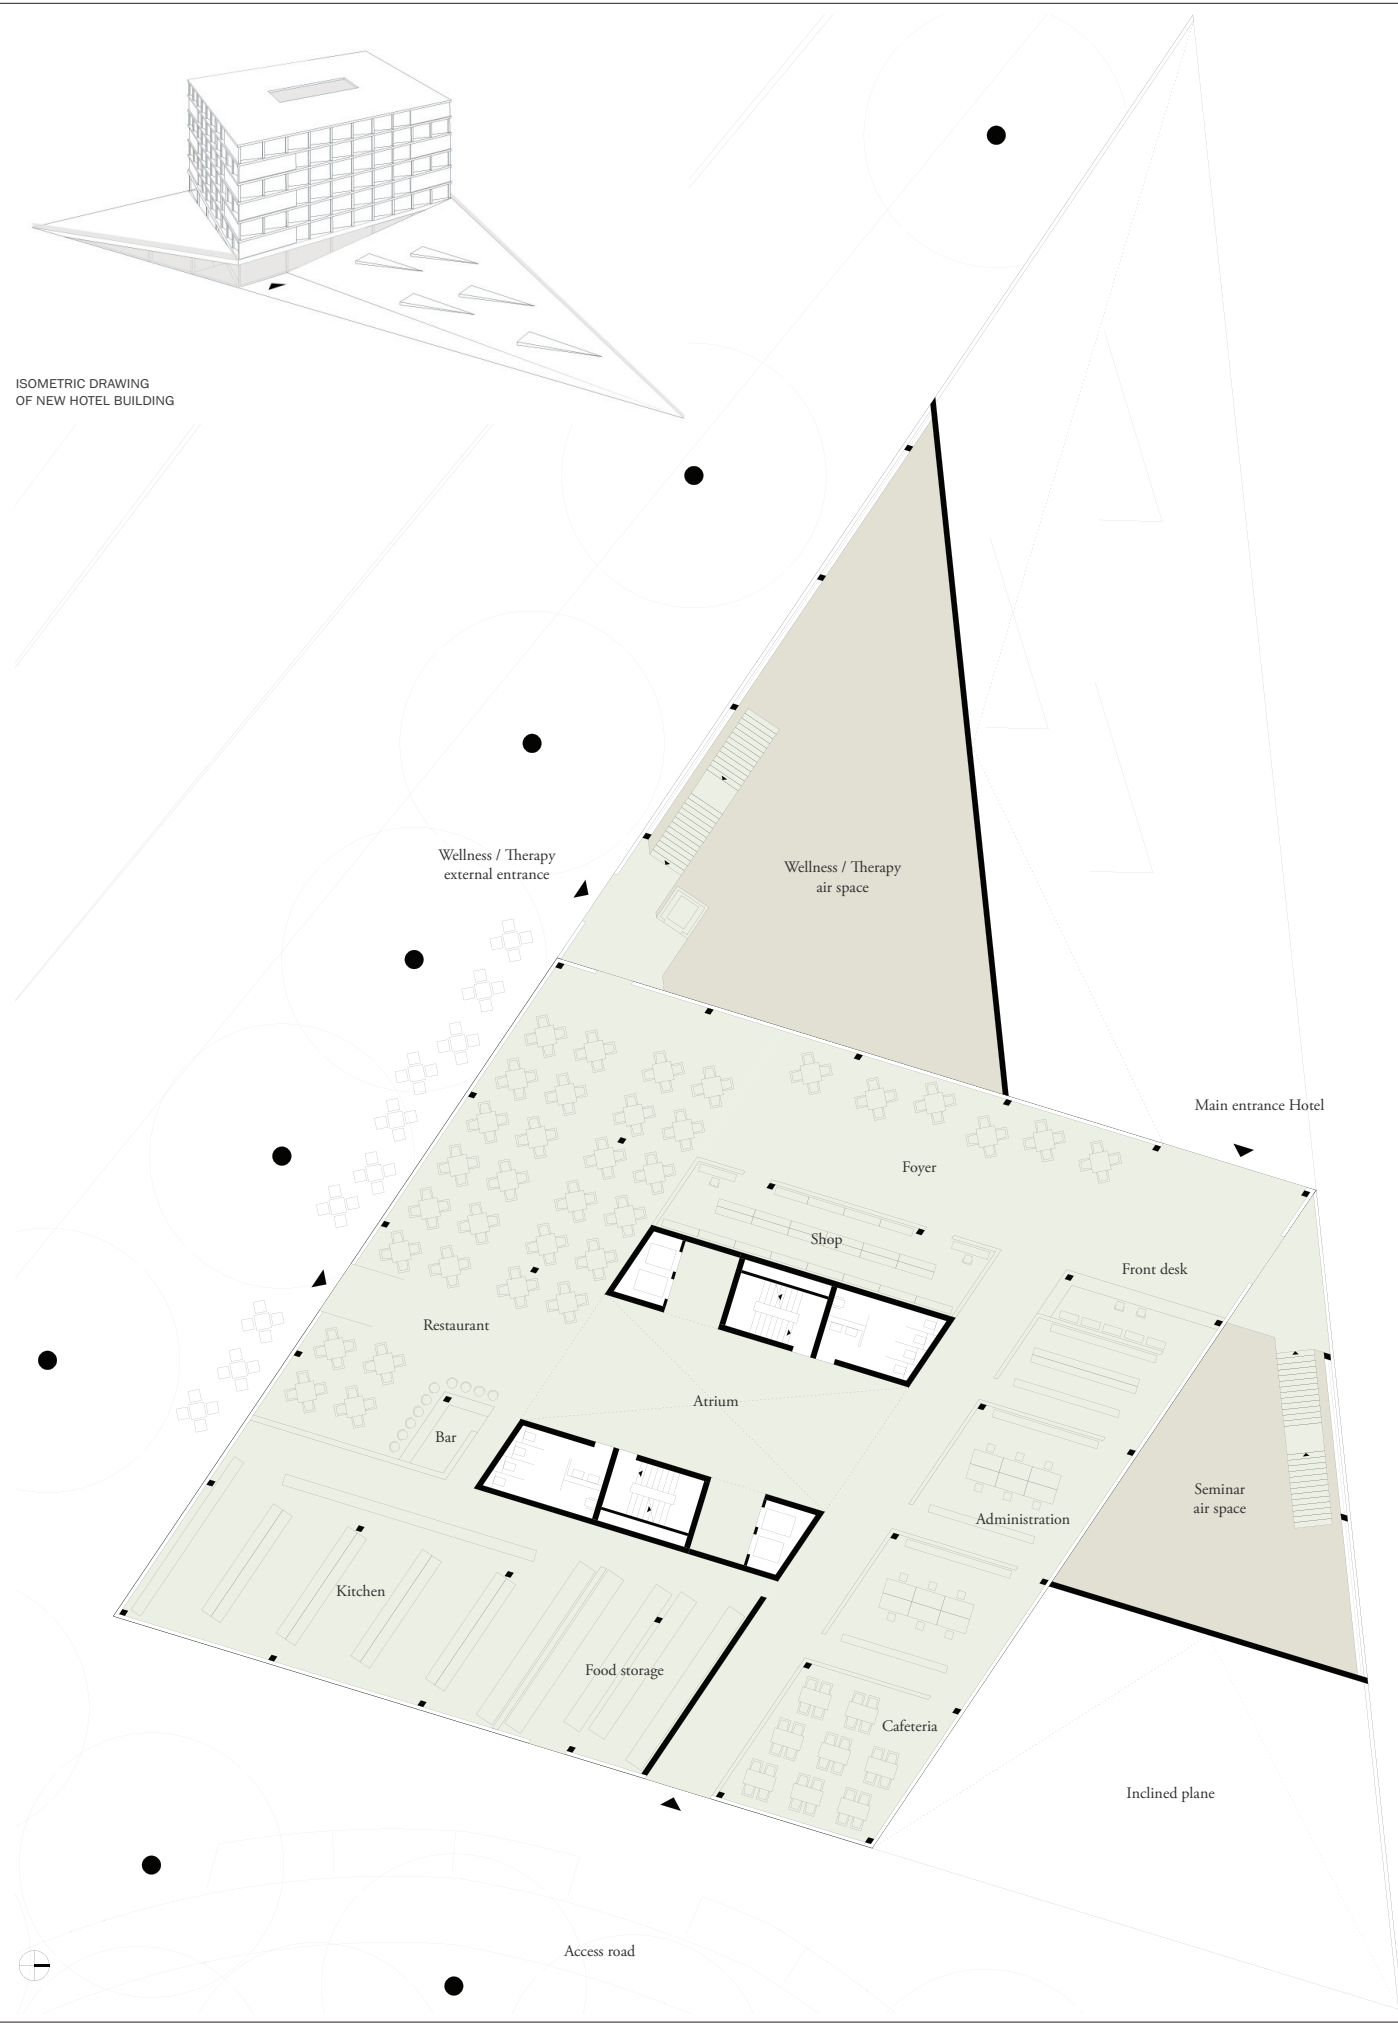 ISOMETRIC DRAWING
OF NEW HOTEL BUILDING
Wellness / Therapy
external entrance
Wellness / Therapy
air space
Main entrance Hotel
Foyer
Shop
Front desk
Restaurant
Atrium
Bar
Seminar
air space
Administration
Kitchen
Food storage
Cafeteria
Inclined plane
Access road